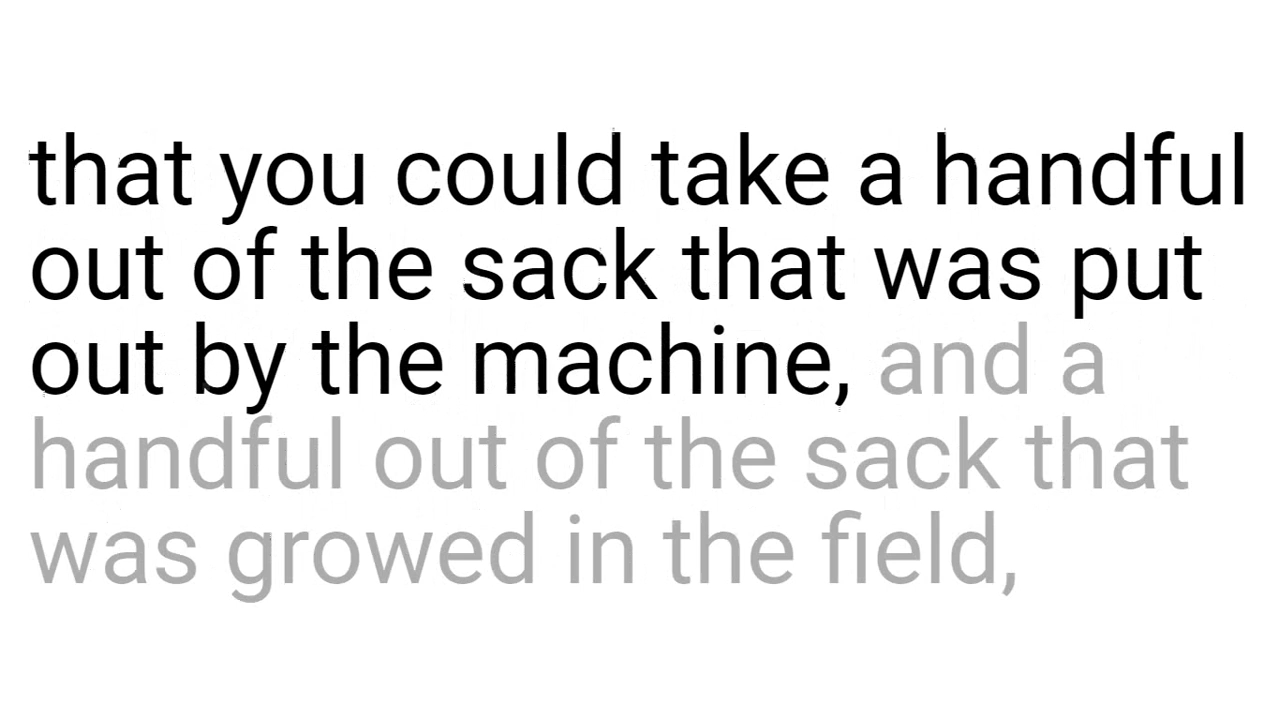 that you could take a handful
out of the sack that was put
out by the machine, and a
handful out of the sack that
was growed in the field,